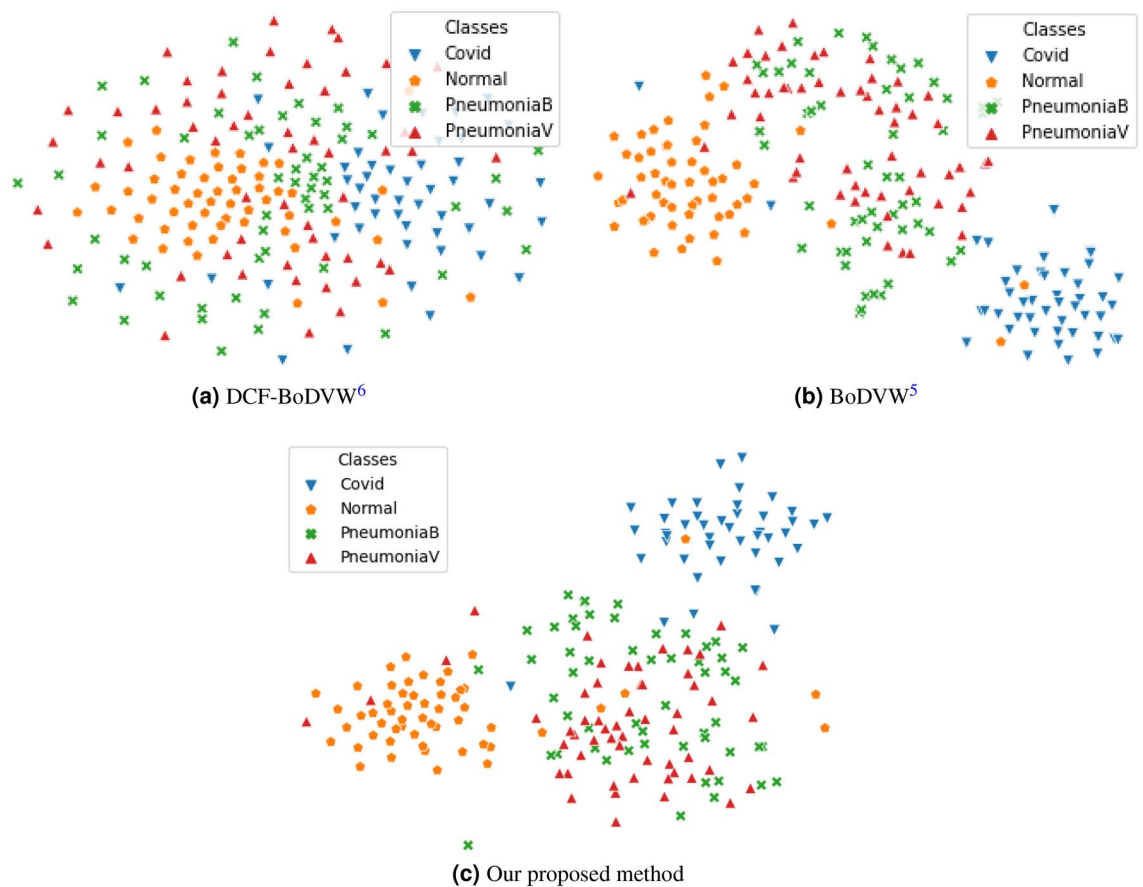 Classes
Covid
Normal
PneumoniaB
PneumoniaV
Classes
Covid
Normal
PneumoniaB
PneumoniaV
(a) DCF-BoDVW6
(b) BoDVW5
Classes
Covid
Normal
PneumoniaB
PneumoniaV
(c) Our proposed method